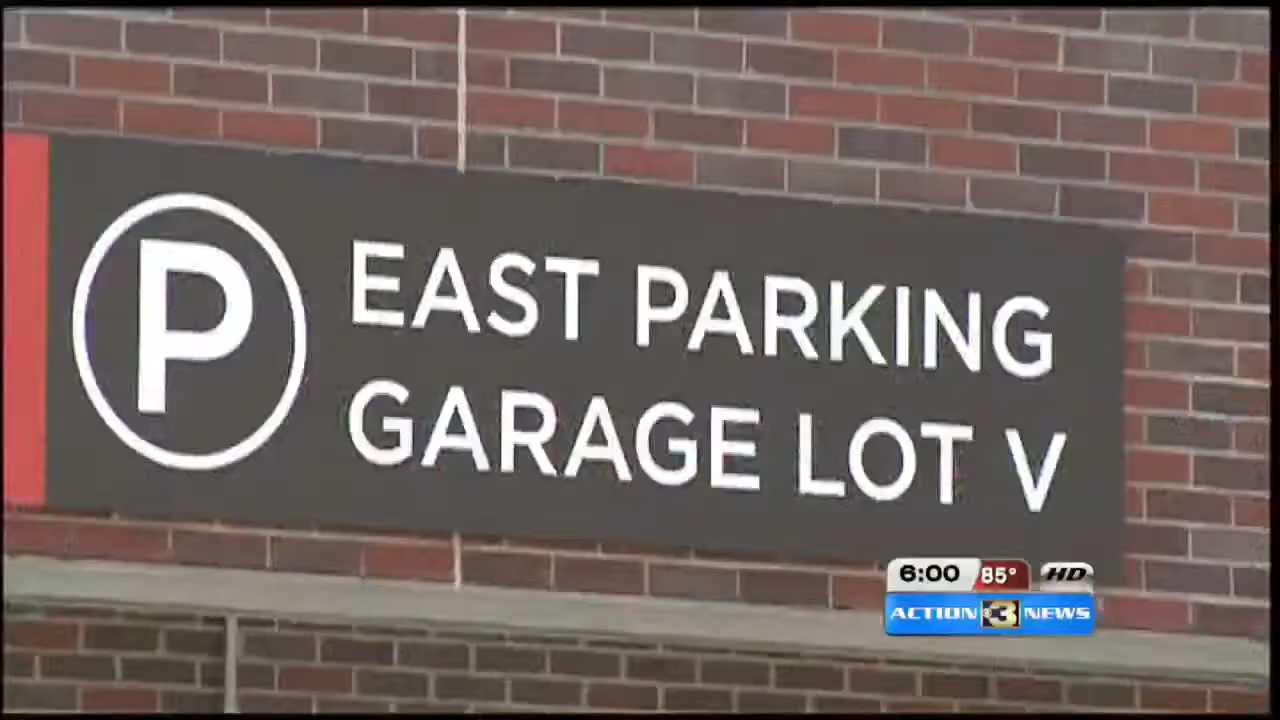 P
EAST PARKING
GARAGE LOT V
6:00 85° HD
ACTION 3 NEWS